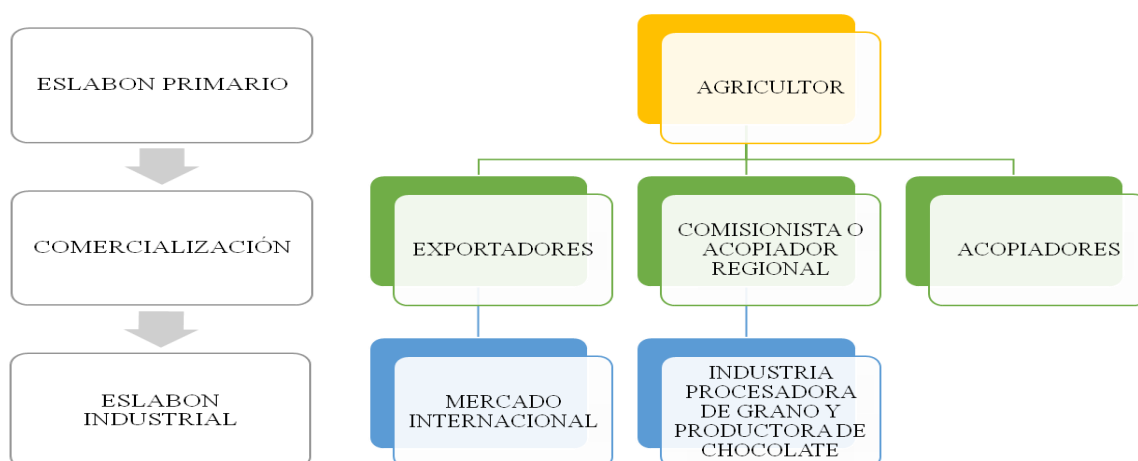 ESLABON PRIMARIO
COMERCIALIZACIÓN
ESLABON
INDUSTRIAL
AGRICULTOR
EXPORTADORES
COMISIONISTA O
ACOPIADOR
REGIONAL
ACOPIADORES
MERCADO
INTERNACIONAL
INDUSTRIA
PROCESADORA
DE GRANO Y
PRODUCTORA DE
CHOCOLATE